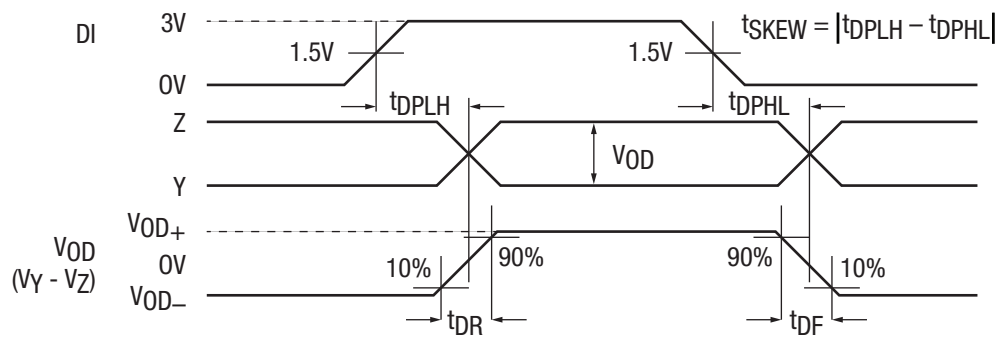 DI
3V
tSKEW = |tDPLH – tDPHL|
1.5V
1.5V
0V
tDPLH
tDPHL
Z
VOD
Y
VOD+
VOD
(VY - VZ)
0V
90%
90%
10%
10%
VOD–
tDR
tDF